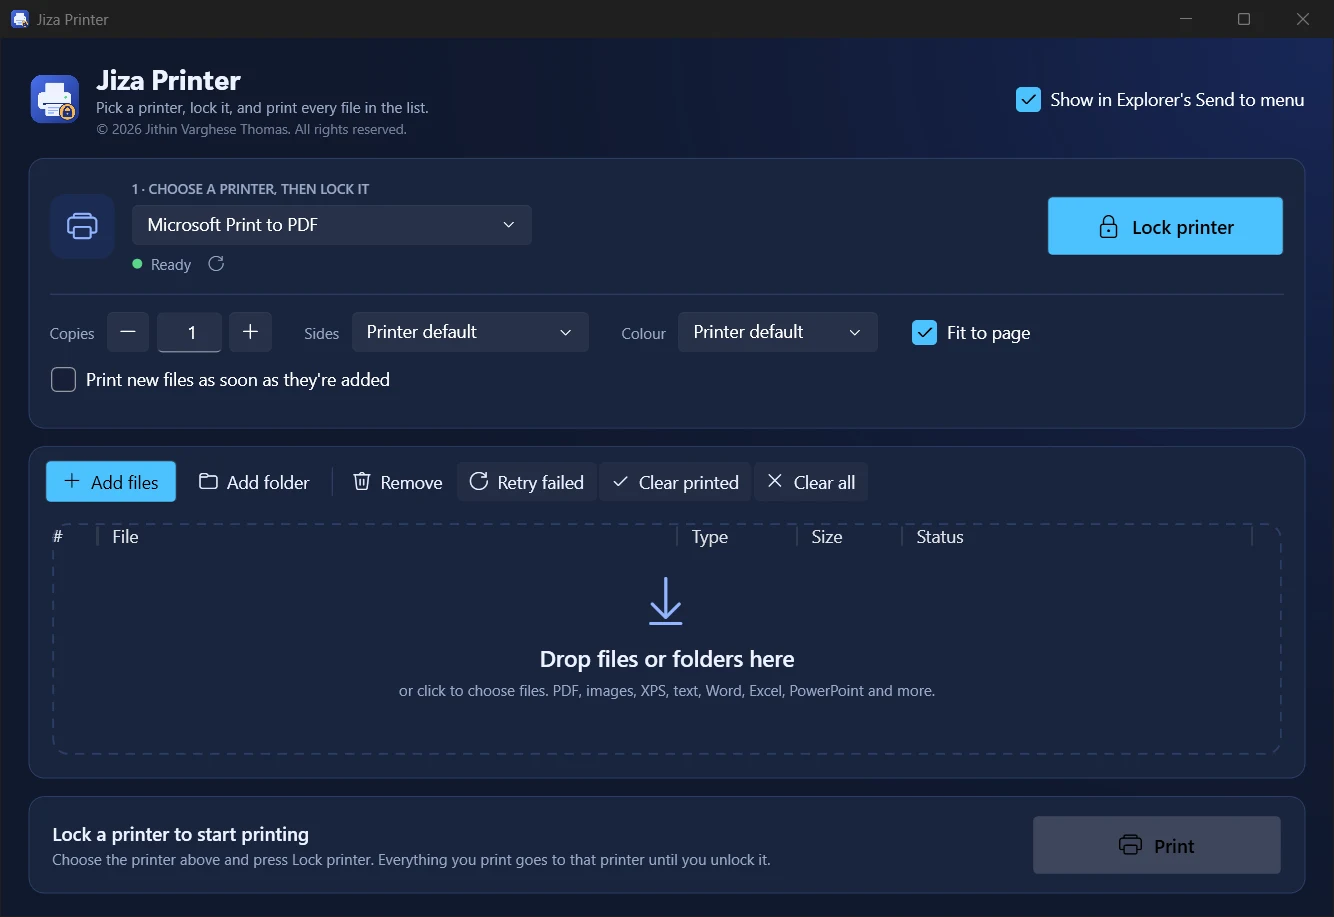 Jiza Printer
Jiza Printer
Pick a printer, lock it, and print every file in the list.
© 2026 Jithin Varghese Thomas. All rights reserved.
Show in Explorer's Send to menu
1 · CHOOSE A PRINTER, THEN LOCK IT
Microsoft Print to PDF
Ready
Lock printer
Copies 1 Sides Printer default Colour Printer default Fit to page
Print new files as soon as they're added
Add files Add folder Remove Retry failed Clear printed Clear all
# File Type Size Status
Drop files or folders here
or click to choose files. PDF, images, XPS, text, Word, Excel, PowerPoint and more.
Lock a printer to start printing
Choose the printer above and press Lock printer. Everything you print goes to that printer until you unlock it.
Print